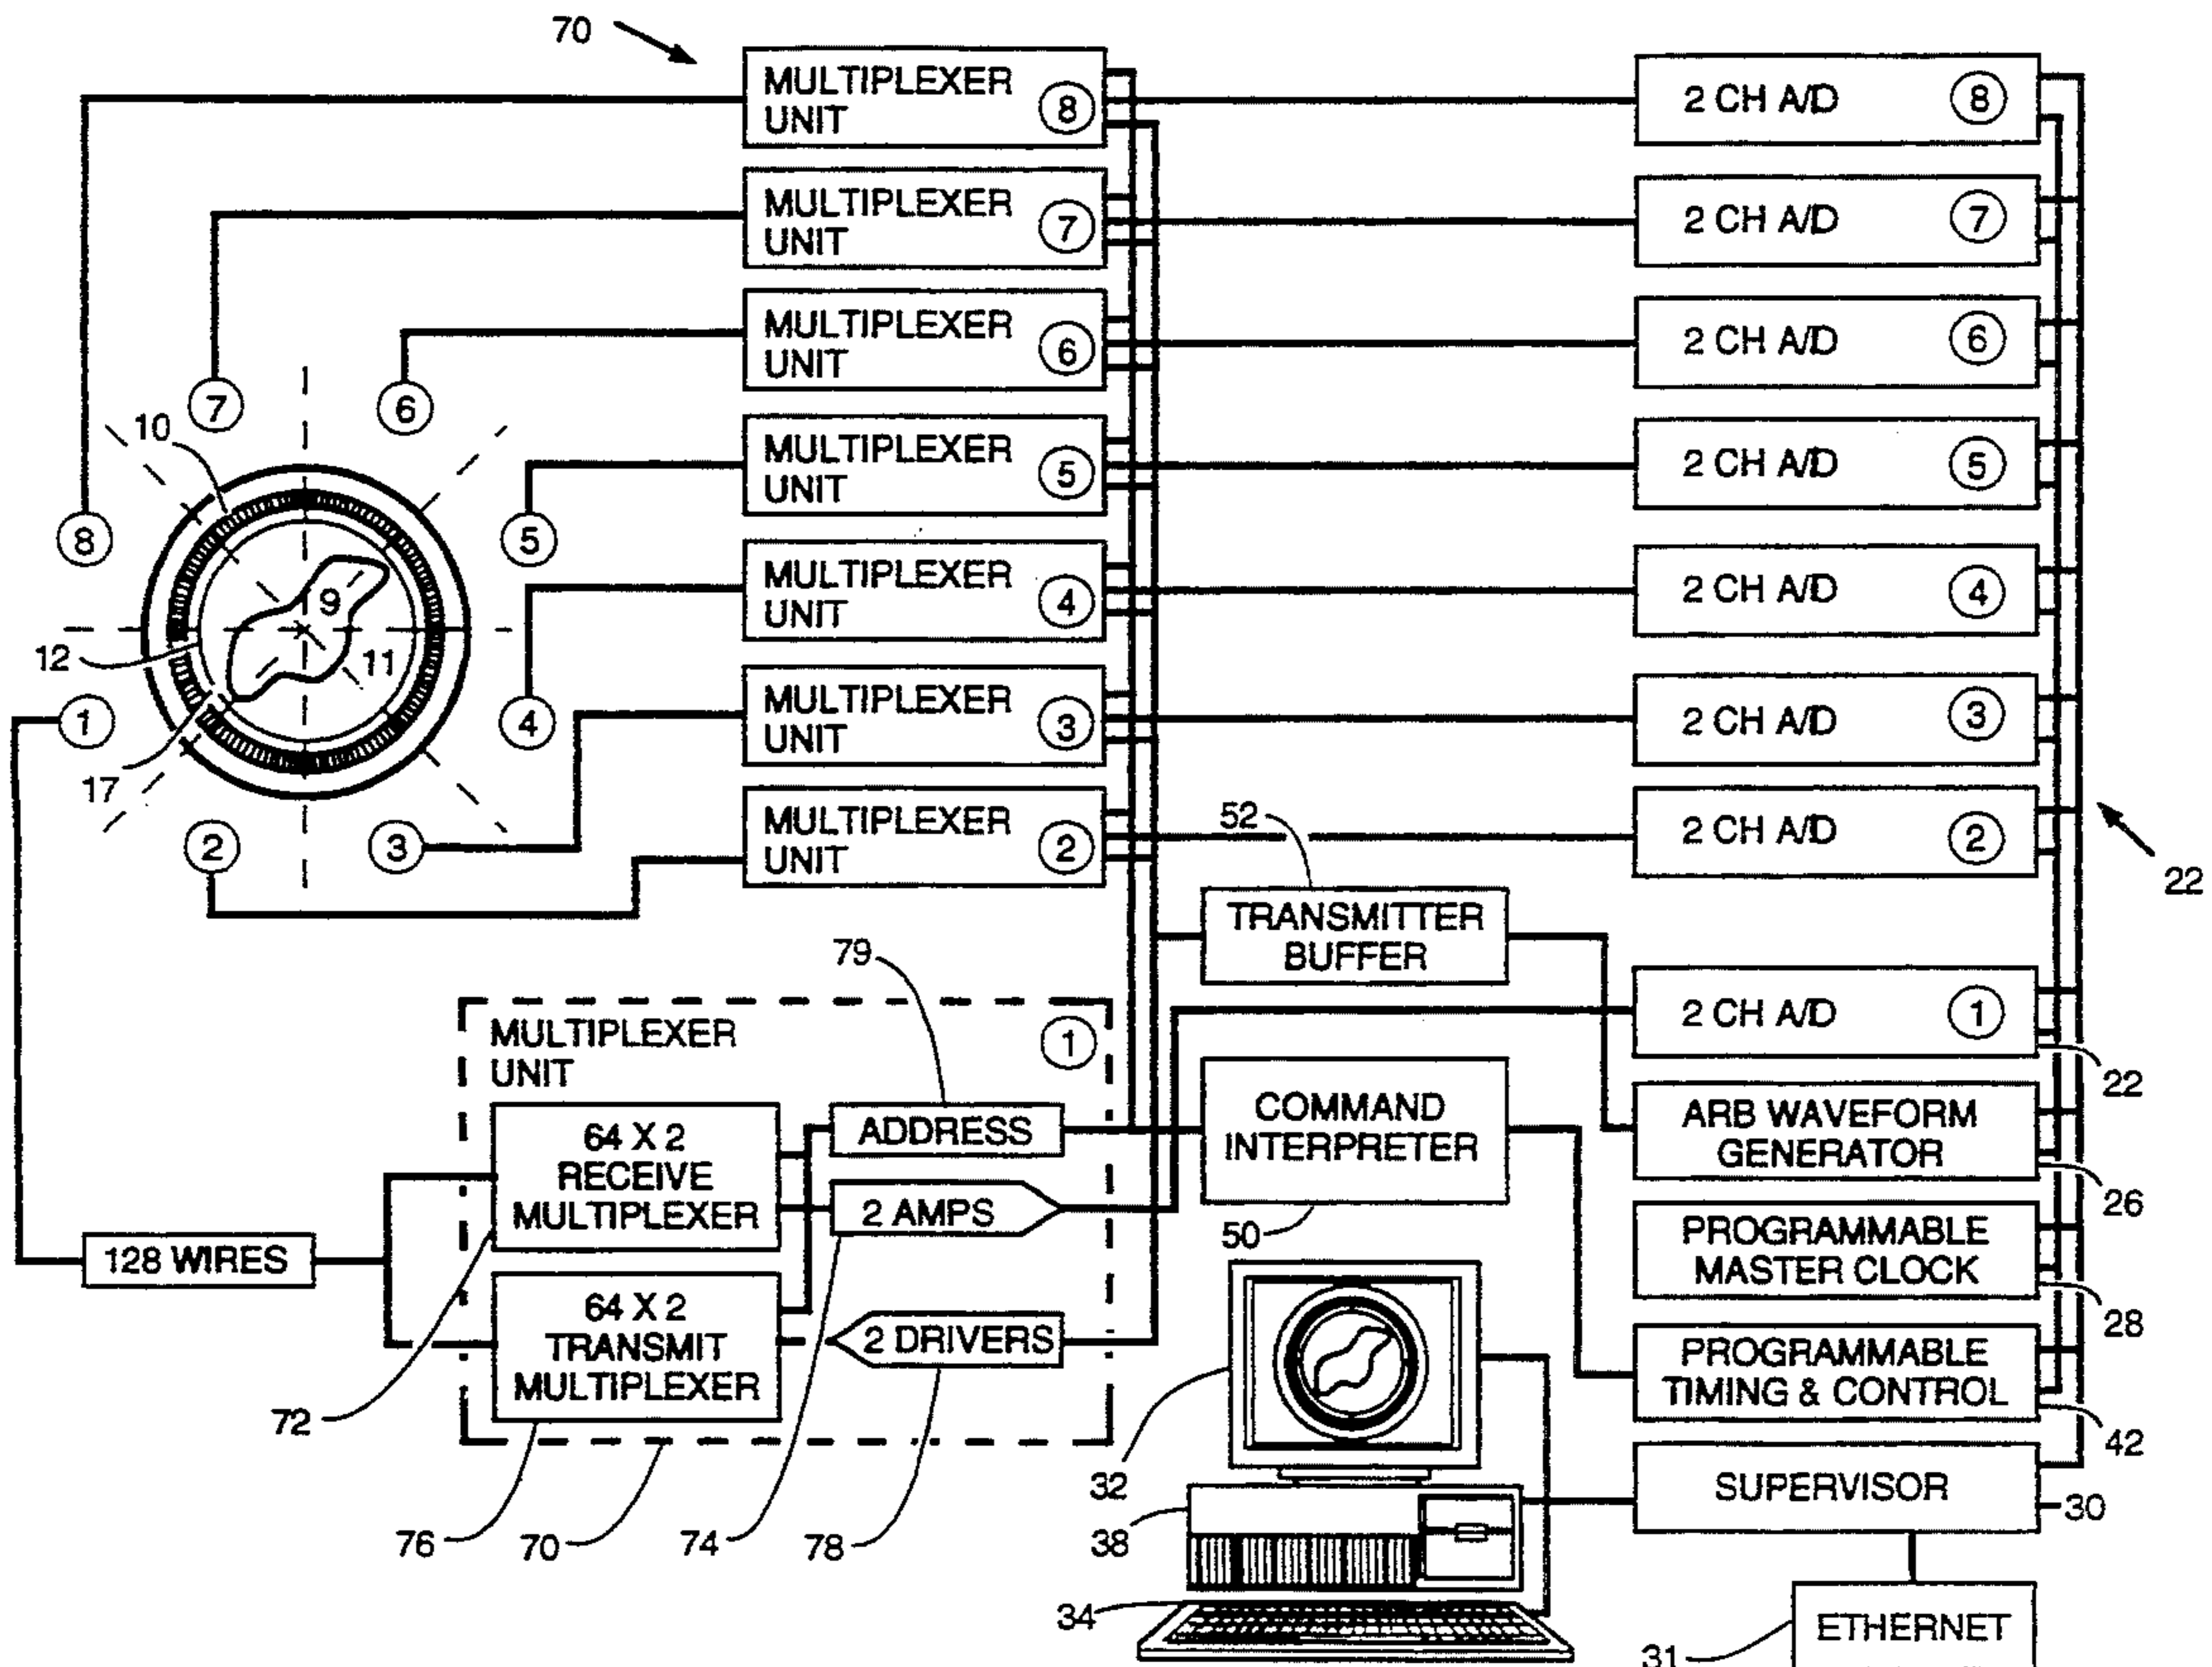 70
MULTIPLEXER
UNIT
8
2 CH A/D
8
MULTIPLEXER
UNIT
7
2 CH A/D
7
MULTIPLEXER
UNIT
6
2 CH A/D
6
MULTIPLEXER
UNIT
5
2 CH A/D
5
MULTIPLEXER
UNIT
4
2 CH A/D
4
MULTIPLEXER
UNIT
3
2 CH A/D
3
MULTIPLEXER
UNIT
2
2 CH A/D
2
22
7
6
10
8
5
9
11
12
1
4
17
2
3
52
TRANSMITTER
BUFFER
79
MULTIPLEXER
UNIT
1
2 CH A/D
1
22
64 X 2
RECEIVE
MULTIPLEXER
ADDRESS
2 AMPS
COMMAND
INTERPRETER
50
ARB WAVEFORM
GENERATOR
26
128 WIRES
64 X 2
TRANSMIT
MULTIPLEXER
2 DRIVERS
PROGRAMMABLE
MASTER CLOCK
28
PROGRAMMABLE
TIMING & CONTROL
42
72
76
70
74
78
32
38
34
SUPERVISOR
30
ETHERNET
31